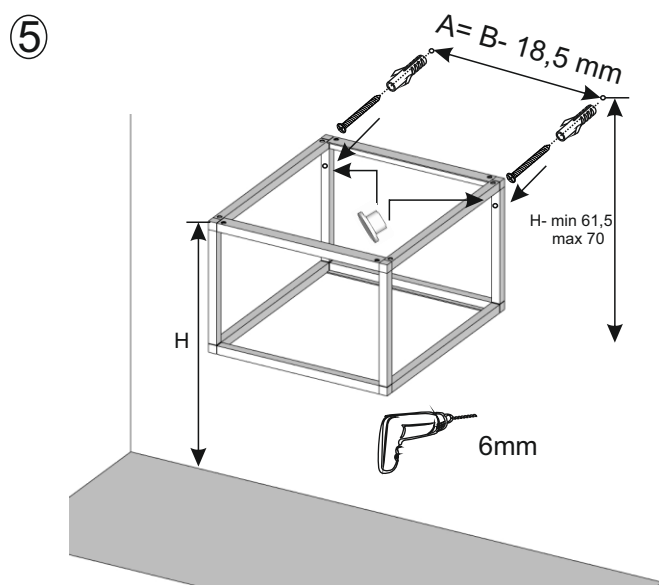 ⑤
A= B- 18,5 mm
H- min 61,5
max 70
H
6mm